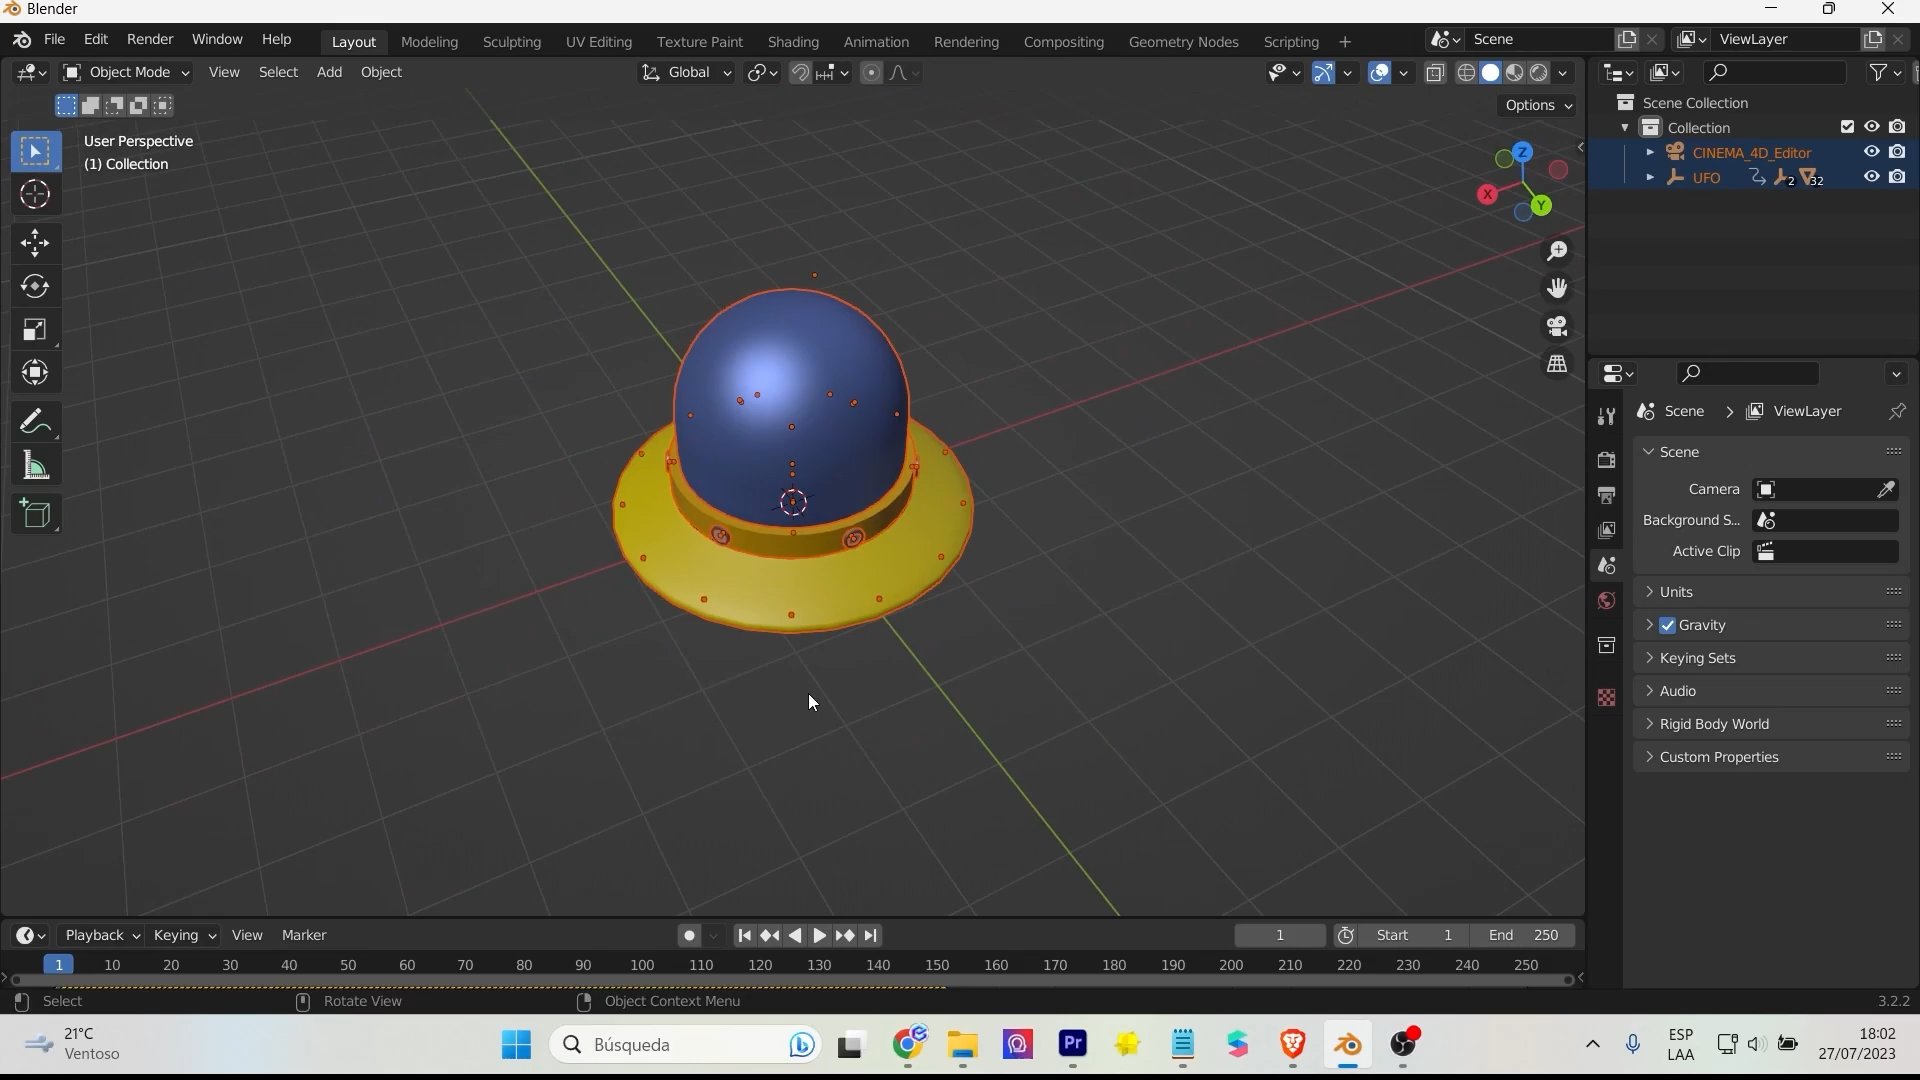 Blender
File Edit Render Window Help Layout Modeling Sculpting UV Editing Texture Paint Shading Animation Rendering Compositing Geometry Nodes Scripting + Scene ViewLayer
Object Mode View Select Add Object Global
Options
User Perspective
(1) Collection
Z
X
Y
Scene Collection
Collection
CINEMA_4D_Editor
UFO 2 32
Scene > ViewLayer
Scene
Camera
Background S...
Active Clip
Units
Gravity
Keying Sets
Audio
Rigid Body World
Custom Properties
Playback Keying View Marker 1 Start 1 End 250
1 10 20 30 40 50 60 70 80 90 100 110 120 130 140 150 160 170 180 190 200 210 220 230 240 250
Select Rotate View Object Context Menu 3.2.2
21°C
Ventoso
Búsqueda
Pr
ESP
LAA
18:02
27/07/2023